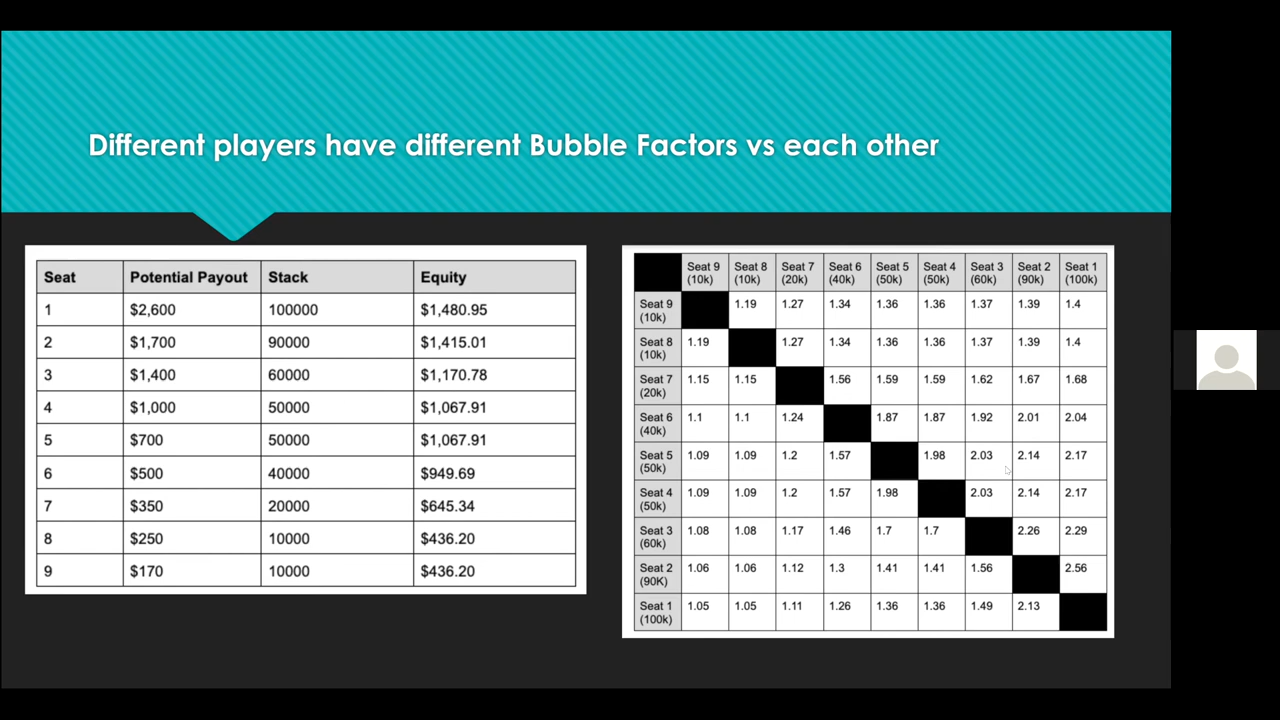 Different players have different Bubble Factors vs each other
Seat Potential Payout Stack Equity
1 $2,600 100000 $1,480.95
2 $1,700 90000 $1,415.01
3 $1,400 60000 $1,170.78
4 $1,000 50000 $1,067.91
5 $700 50000 $1,067.91
6 $500 40000 $949.69
7 $350 20000 $645.34
8 $250 10000 $436.20
9 $170 10000 $436.20
Seat 9 Seat 8 Seat 7 Seat 6 Seat 5 Seat 4 Seat 3 Seat 2 Seat 1
(10k) (10k) (20k) (40k) (50k) (50k) (60k) (90k) (100k)
Seat 9 1.19 1.27 1.34 1.36 1.36 1.37 1.39 1.4
(10k)
Seat 8 1.19 1.27 1.34 1.36 1.36 1.37 1.39 1.4
(10k)
Seat 7 1.15 1.15 1.56 1.59 1.59 1.62 1.67 1.68
(20k)
Seat 6 1.1 1.1 1.24 1.87 1.87 1.92 2.01 2.04
(40k)
Seat 5 1.09 1.09 1.2 1.57 1.98 2.03 2.14 2.17
(50k)
Seat 4 1.09 1.09 1.2 1.57 1.98 2.03 2.14 2.17
(50k)
Seat 3 1.08 1.08 1.17 1.46 1.7 1.7 2.26 2.29
(60k)
Seat 2 1.06 1.06 1.12 1.3 1.41 1.41 1.56 2.56
(90K)
Seat 1 1.05 1.05 1.11 1.26 1.36 1.36 1.49 2.13
(100k)